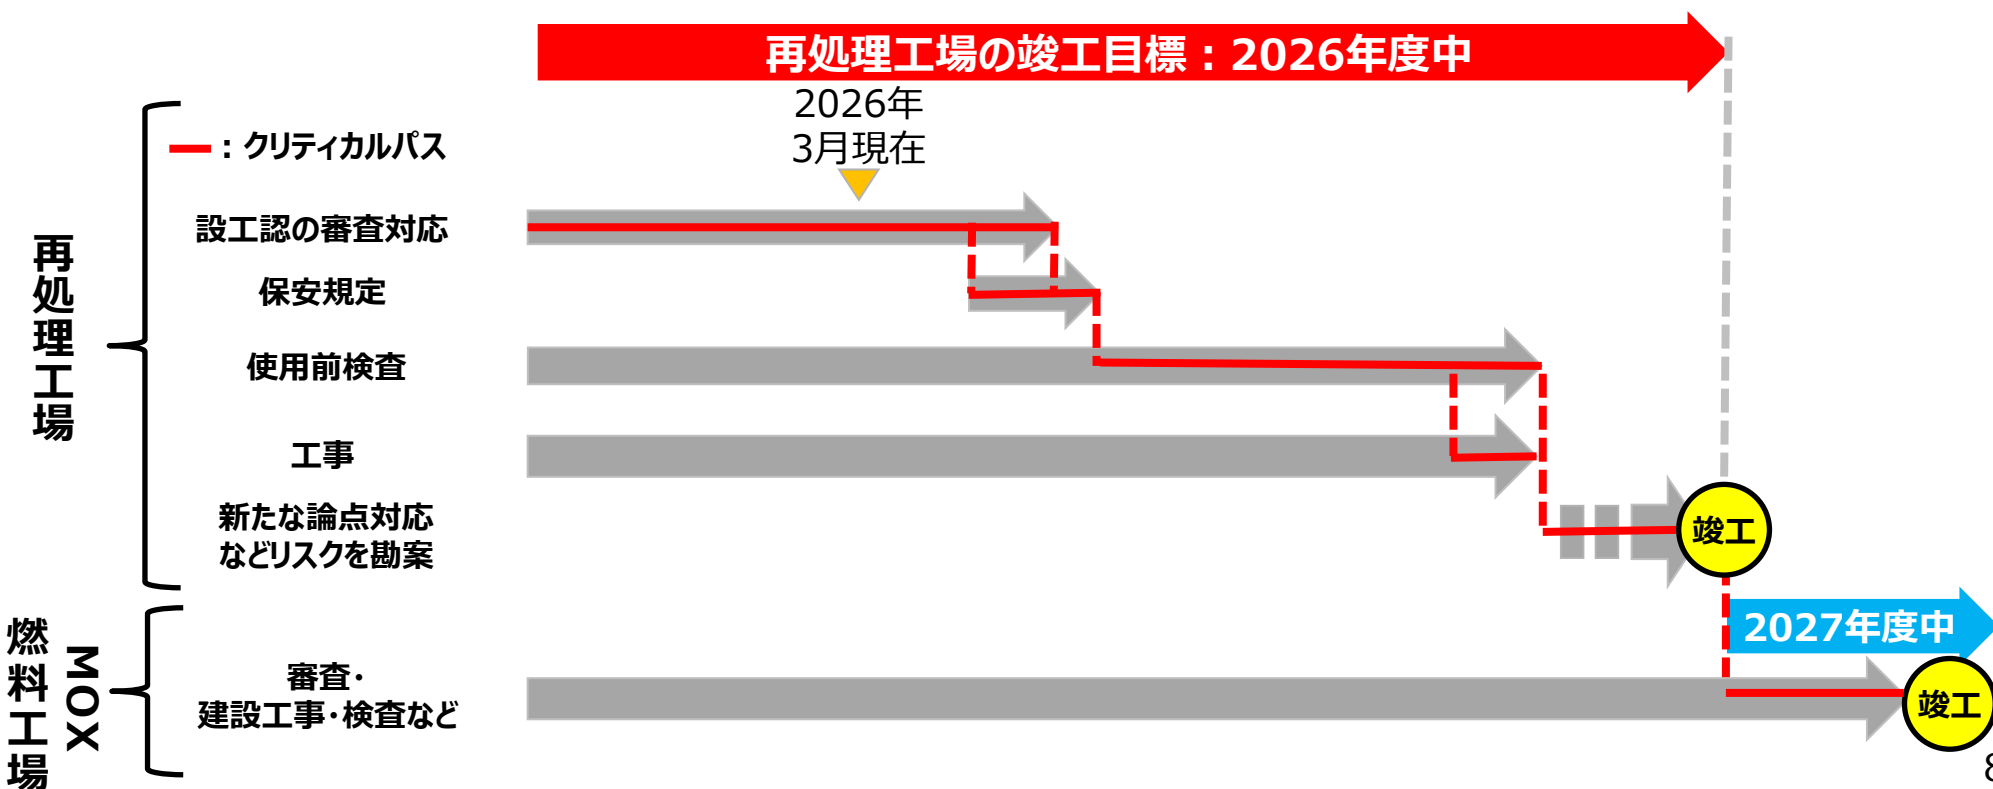 再処理工場の竣工目標：2026年度中
2026年
3月現在
：クリティカルパス
再処理工場
設工認の審査対応
保安規定
使用前検査
工事
新たな論点対応
などリスクを勘案
竣工
2027年度中
MOX
燃料工場
審査・
建設工事・検査など
竣工
8